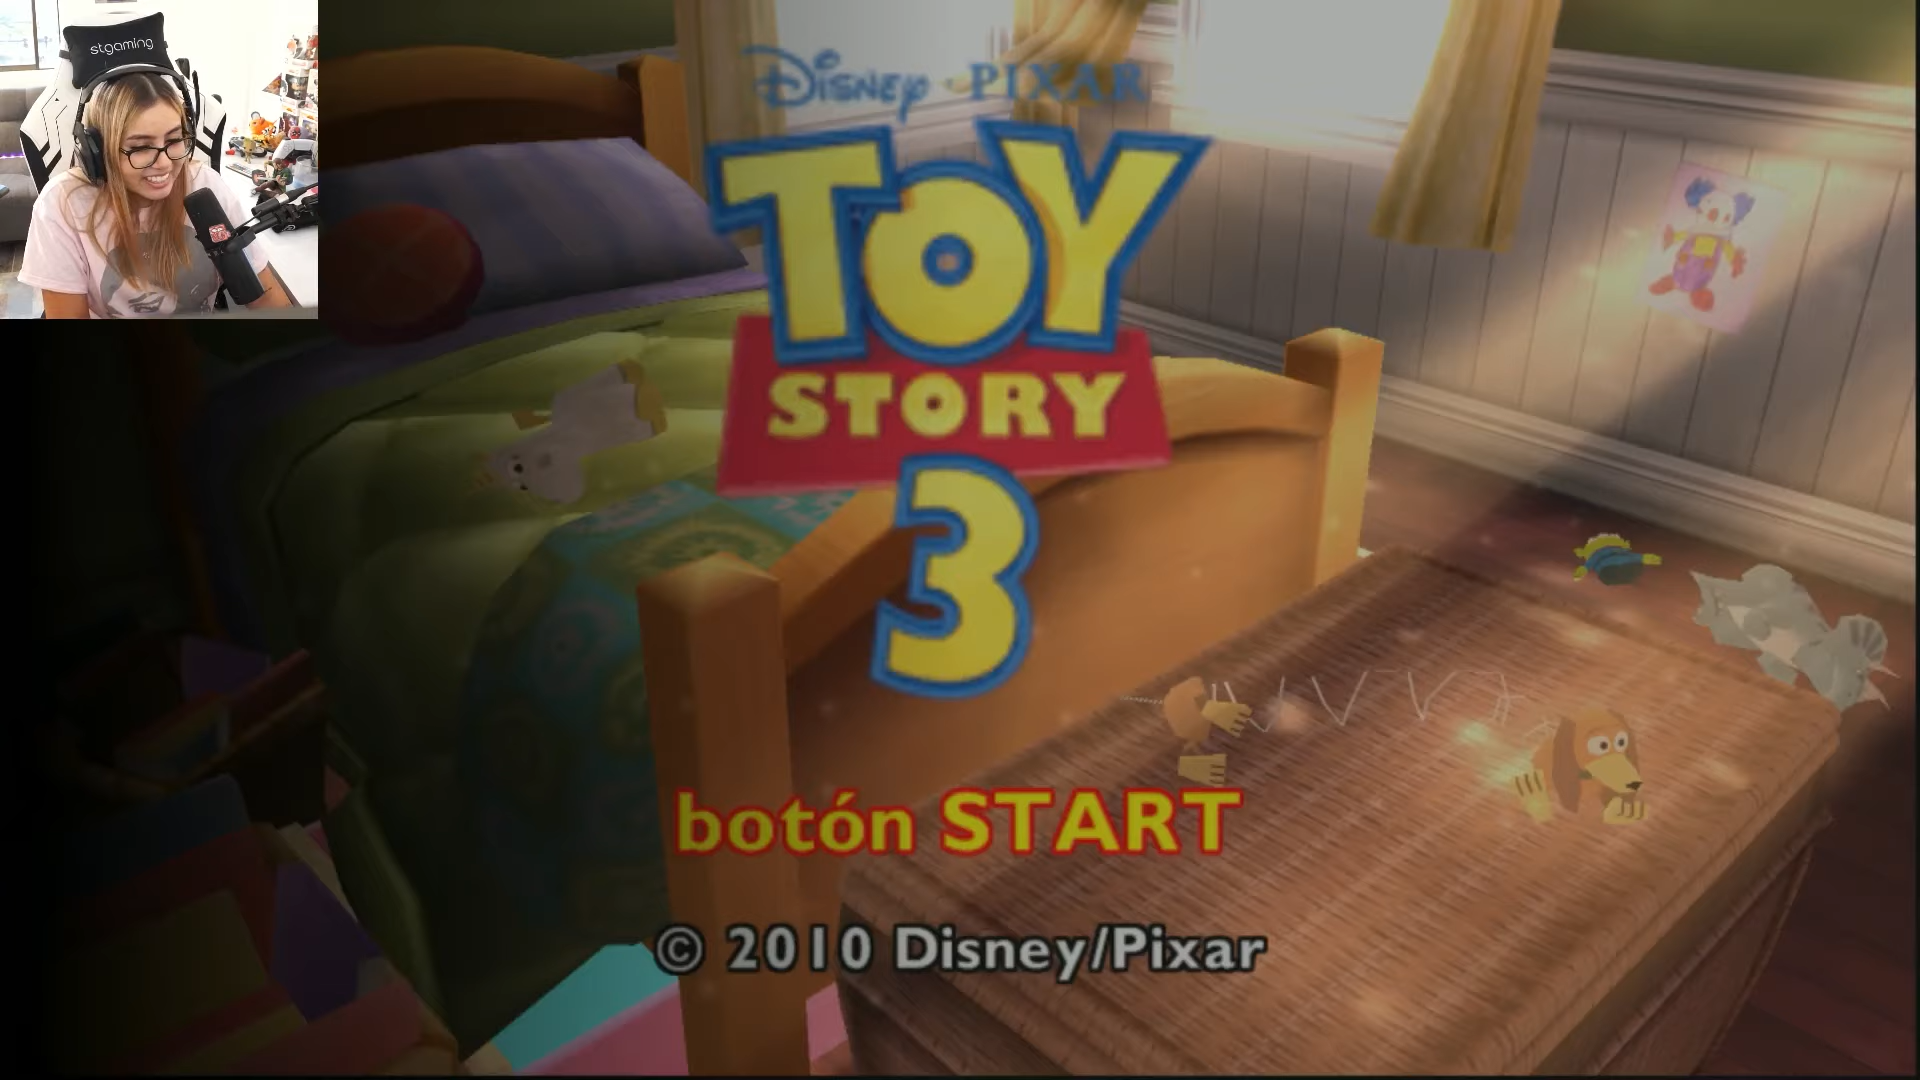 stgaming
Disney · PIXAR
TOY
STORY
3
botón START
© 2010 Disney/Pixar